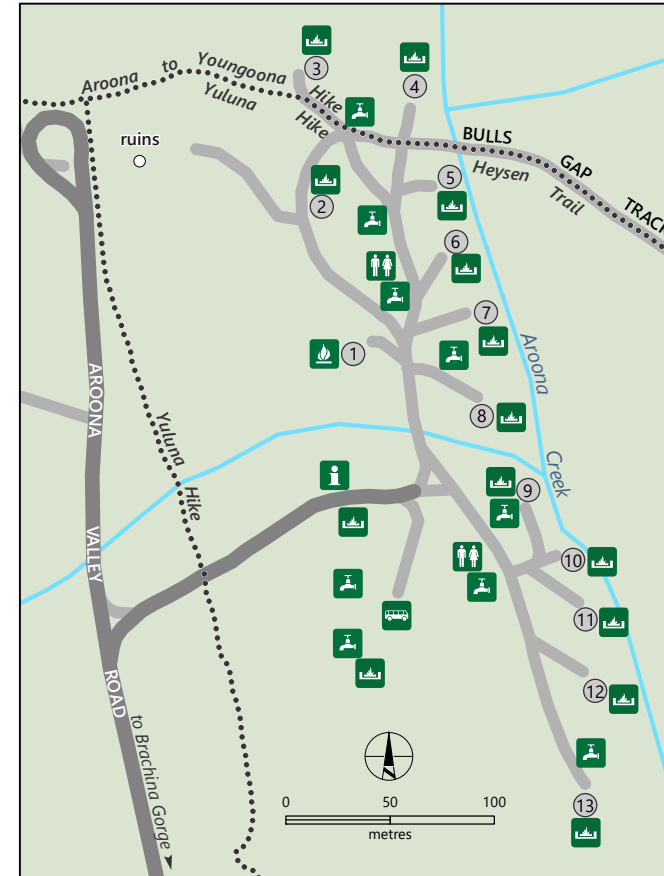 Aroona to Youngoona Hike
Yuluna Hike
ruins
3
4
BULLS GAP TRACK
Heysen Trail
5
2
6
7
1
8
Aroona Creek
AROONA VALLEY ROAD
Yuluna Hike
9
10
11
12
13
to Brachina Gorge
N
0 50 100
metres